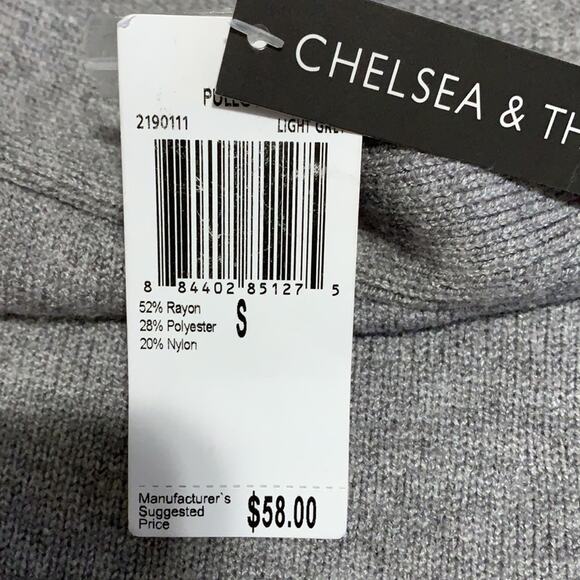 CHELSEA & TH
2190111 LIGHT GREY
8 84402 85127 5
52% Rayon
28% Polyester
20% Nylon
S
Manufacturer`s
Suggested
Price
$58.00